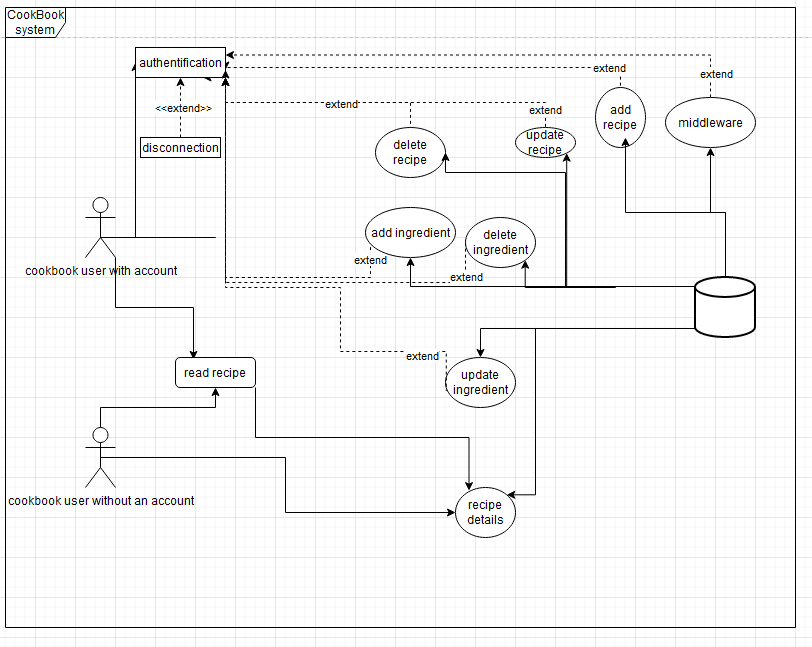 CookBook
system
authentification
extend
extend
<<extend>>
extend
extend
add
recipe
middleware
disconnection
delete
recipe
update
recipe
add ingredient
delete
ingredient
cookbook user with account
extend
extend
extend
read recipe
update
ingredient
cookbook user without an account
recipe
details